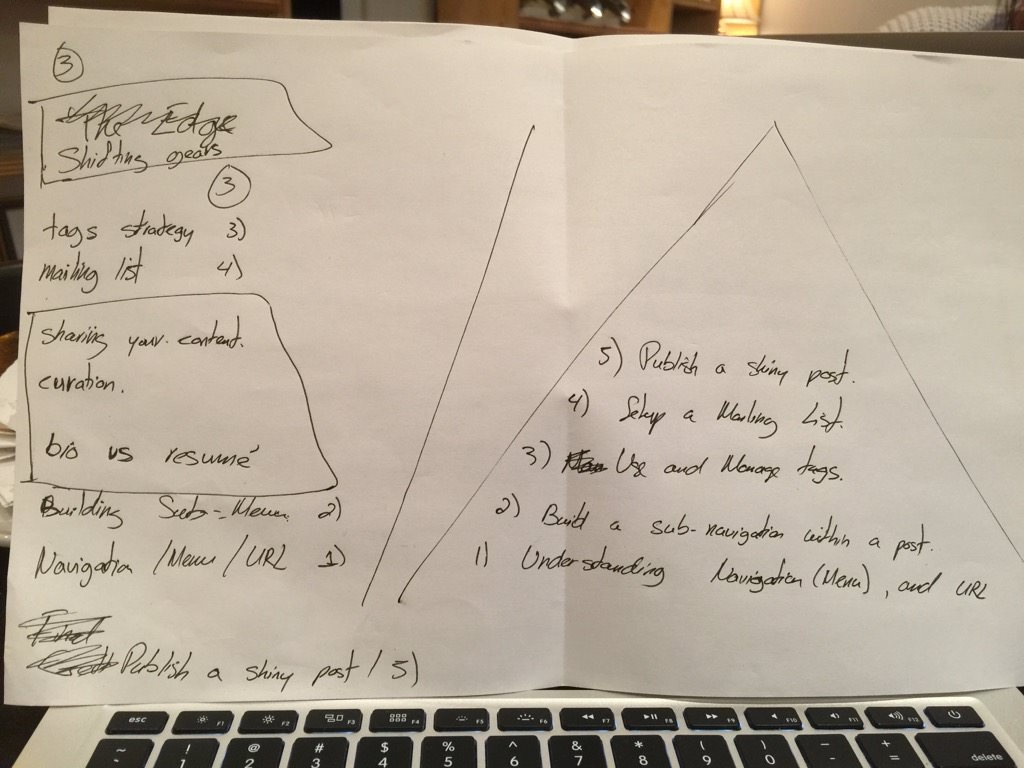 3
The Edge
Shifting gears
3
tags strategy 3)
mailing list 4)
sharing your content.
curation.
bio vs resumé
Building Sub-Menu 2)
Navigation / Menu / URL 1)
Publish a shiny post / 5)
5) Publish a shiny post.
4) Setup a Mailing List.
3) Use and Manage tags.
2) Build a sub-navigation within a post.
1) Understanding Navigation (Menu), and URL
esc F1 F2 F3 F4 F5 F6 F7 F8 F9 F10 F11 F12
~ ! @ # $ % ^ & * ( ) _ + delete
1 2 3 4 5 6 7 8 9 0 - =